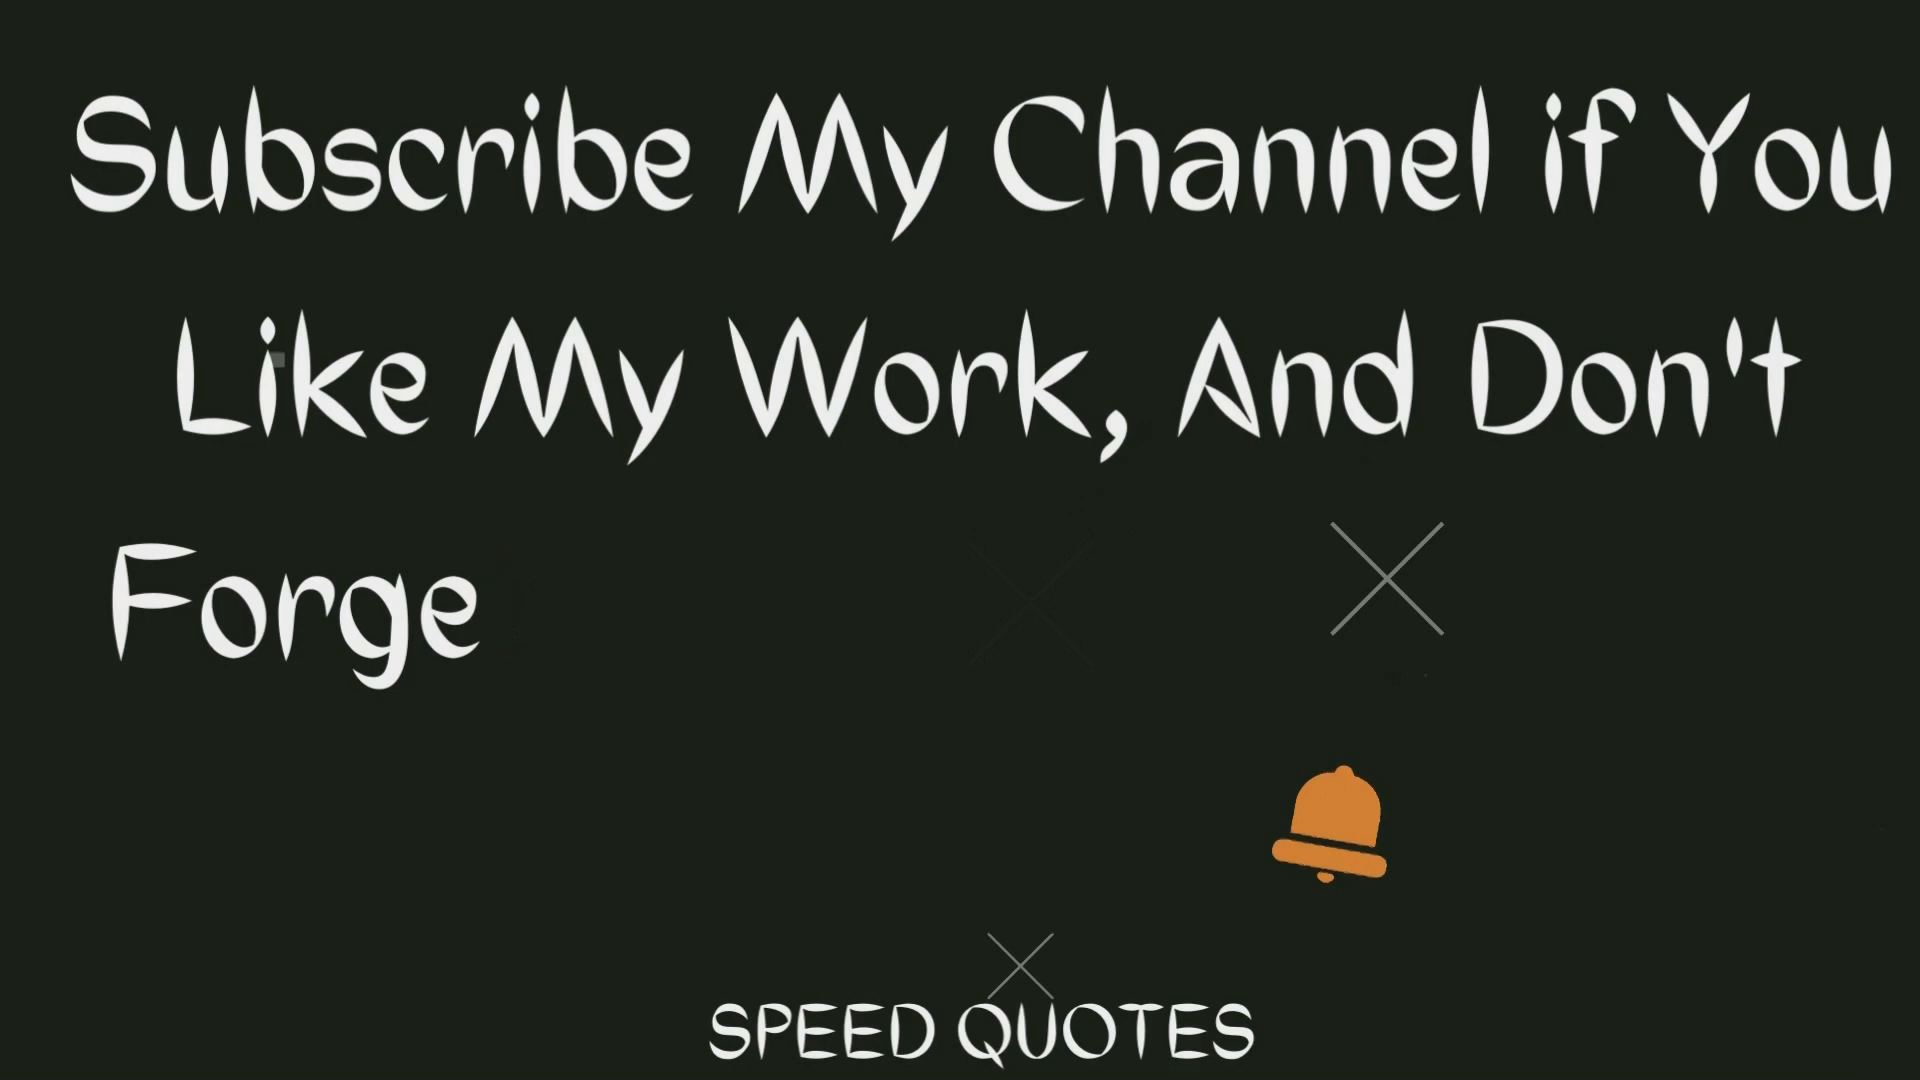 Subscribe My Channel if You
Like My Work, And Don't
Forge
SPEED QUOTES